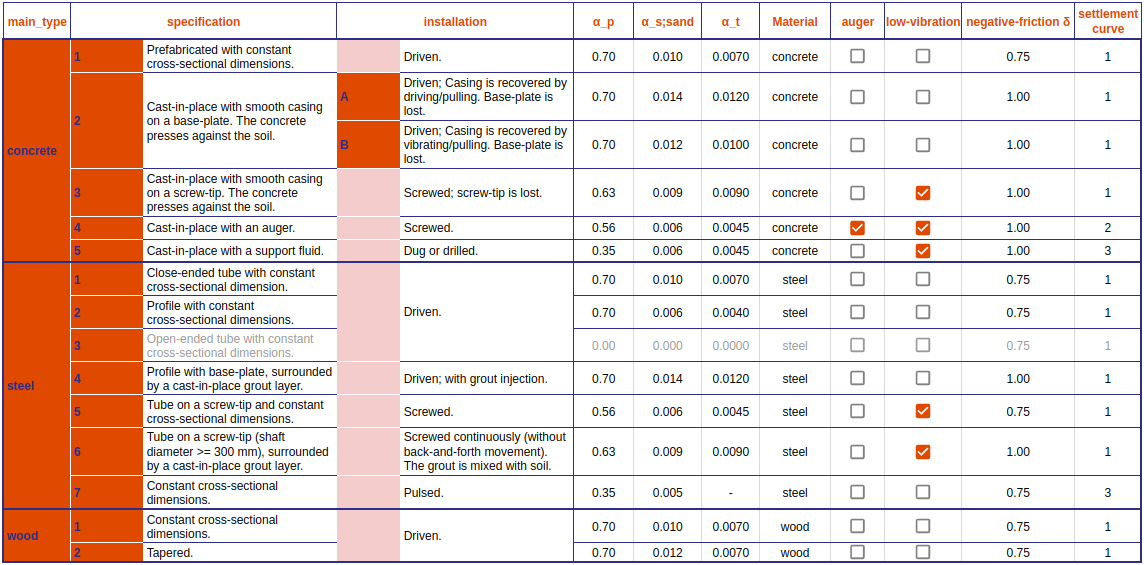 main_type specification installation α_p α_s;sand α_t Material auger low-vibration negative-friction δ settlement curve
concrete
1 Prefabricated with constant
cross-sectional dimensions. Driven. 0.70 0.010 0.0070 concrete 0.75 1
2 Cast-in-place with smooth casing
on a base-plate. The concrete
presses against the soil.
A Driven; Casing is recovered by
driving/pulling. Base-plate is
lost. 0.70 0.014 0.0120 concrete 1.00 1
B Driven; Casing is recovered by
vibrating/pulling. Base-plate is
lost. 0.70 0.012 0.0100 concrete 1.00 1
3 Cast-in-place with smooth casing
on a screw-tip. The concrete
presses against the soil. Screwed; screw-tip is lost. 0.63 0.009 0.0090 concrete 1.00 1
4 Cast-in-place with an auger. Screwed. 0.56 0.006 0.0045 concrete 1.00 2
5 Cast-in-place with a support fluid. Dug or drilled. 0.35 0.006 0.0045 concrete 1.00 3
steel
1 Close-ended tube with constant
cross-sectional dimension. 0.70 0.010 0.0070 steel 0.75 1
2 Profile with constant
cross-sectional dimensions. Driven. 0.70 0.006 0.0040 steel 0.75 1
3 Open-ended tube with constant
cross-sectional dimensions. 0.00 0.000 0.0000 steel 0.75 1
4 Profile with base-plate, surrounded
by a cast-in-place grout layer. Driven; with grout injection. 0.70 0.014 0.0120 steel 1.00 1
5 Tube on a screw-tip and constant
cross-sectional dimensions. Screwed. 0.56 0.006 0.0045 steel 0.75 1
6 Tube on a screw-tip (shaft
diameter >= 300 mm), surrounded
by a cast-in-place grout layer. Screwed continuously (without
back-and-forth movement).
The grout is mixed with soil. 0.63 0.009 0.0090 steel 1.00 1
7 Constant cross-sectional
dimensions. Pulsed. 0.35 0.005 - steel 0.75 3
wood
1 Constant cross-sectional
dimensions. Driven. 0.70 0.010 0.0070 wood 0.75 1
2 Tapered. 0.70 0.012 0.0070 wood 0.75 1